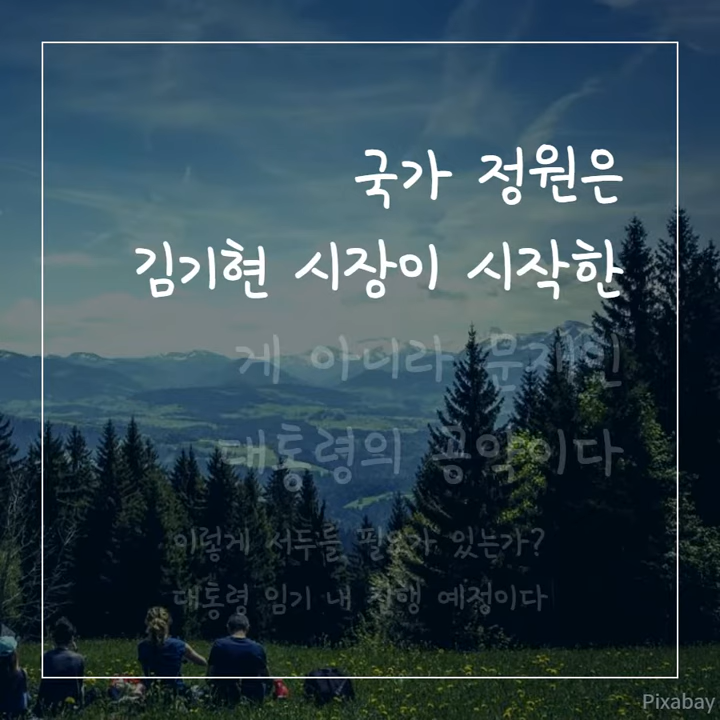 국가 정원은
김기현 시장이 시작한
게 아니라 문재인
대통령의 공약이다
이렇게 서두를 필요가 있는가?
대통령 임기 내 진행 예정이다
Pixabay